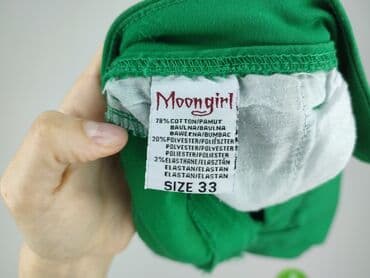 Moongirl
78%COTTON/PAMUT
BAVLNA/BAVLNA
BAWEŁNA/BUMBAC
20%POLYESTER/POLIÉSZTER
POLYESTER/POLYESTER
POLIESTER/POLIESTER
2%ELASTANE/ELASZTÁN
ELASTAN/ELASTAN
ELASTAN/ELASTAN
SIZE 33